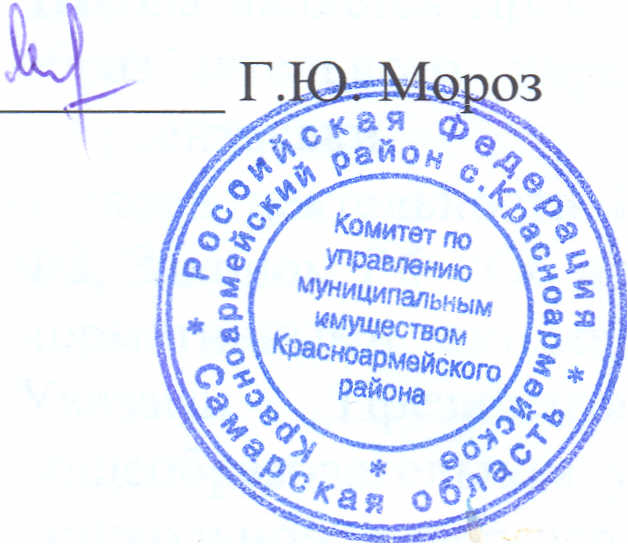 Г.Ю. Мороз
* Российская Федерация * Самарская область
Красноармейский район с.Красноармейское *
Комитет по
управлению
муниципальным
имуществом
Красноармейского
района